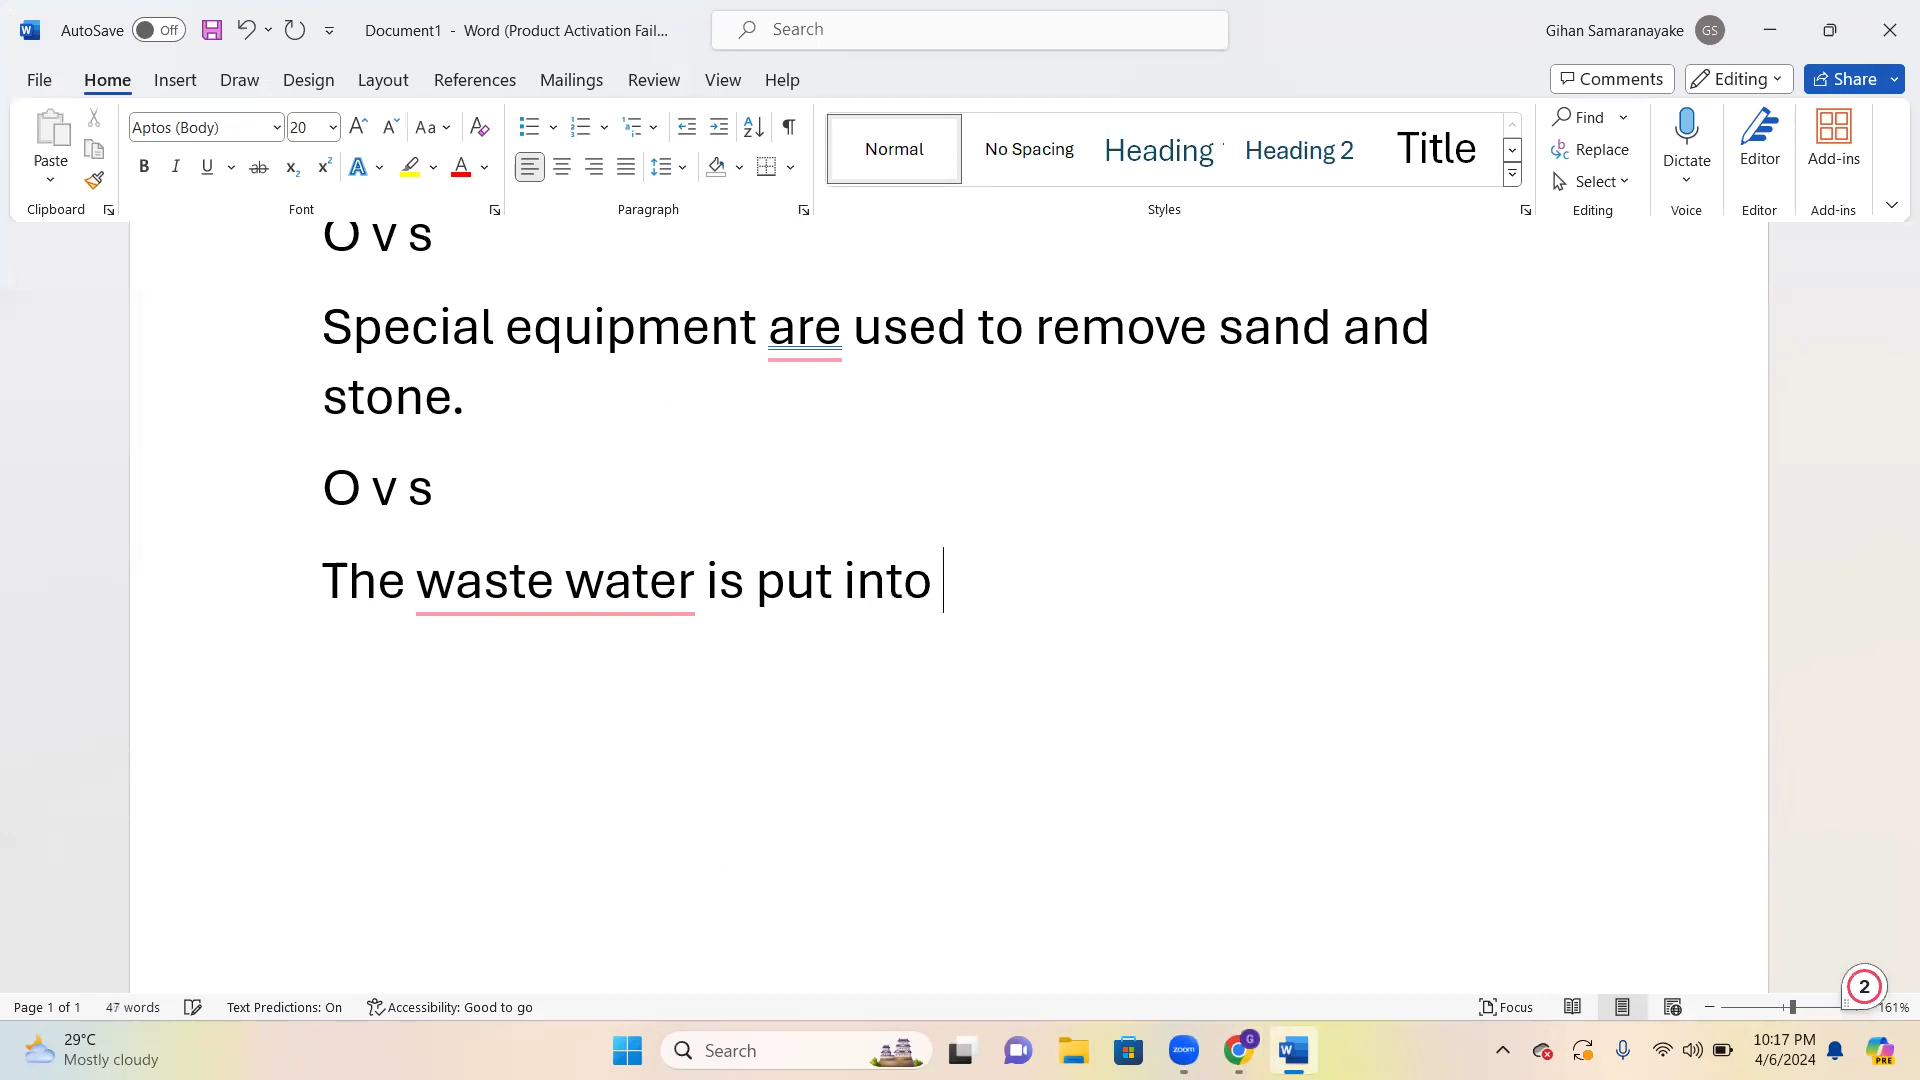 AutoSave Off Document1 - Word (Product Activation Fail... Search Gihan Samaranayake GS
File Home Insert Draw Design Layout References Mailings Review View Help Comments Editing Share
Paste Aptos (Body) 20 Aa Normal No Spacing Heading Heading 2 Title Find Replace Select Dictate Editor Add-ins
Clipboard Font Paragraph Styles Editing Voice Editor Add-ins
O v s
Special equipment are used to remove sand and
stone.
O v s
The waste water is put into
2
Page 1 of 1 47 words Text Predictions: On Accessibility: Good to go Focus 161%
29°C
Mostly cloudy
Search
zoom
G
10:17 PM
4/6/2024
PRE